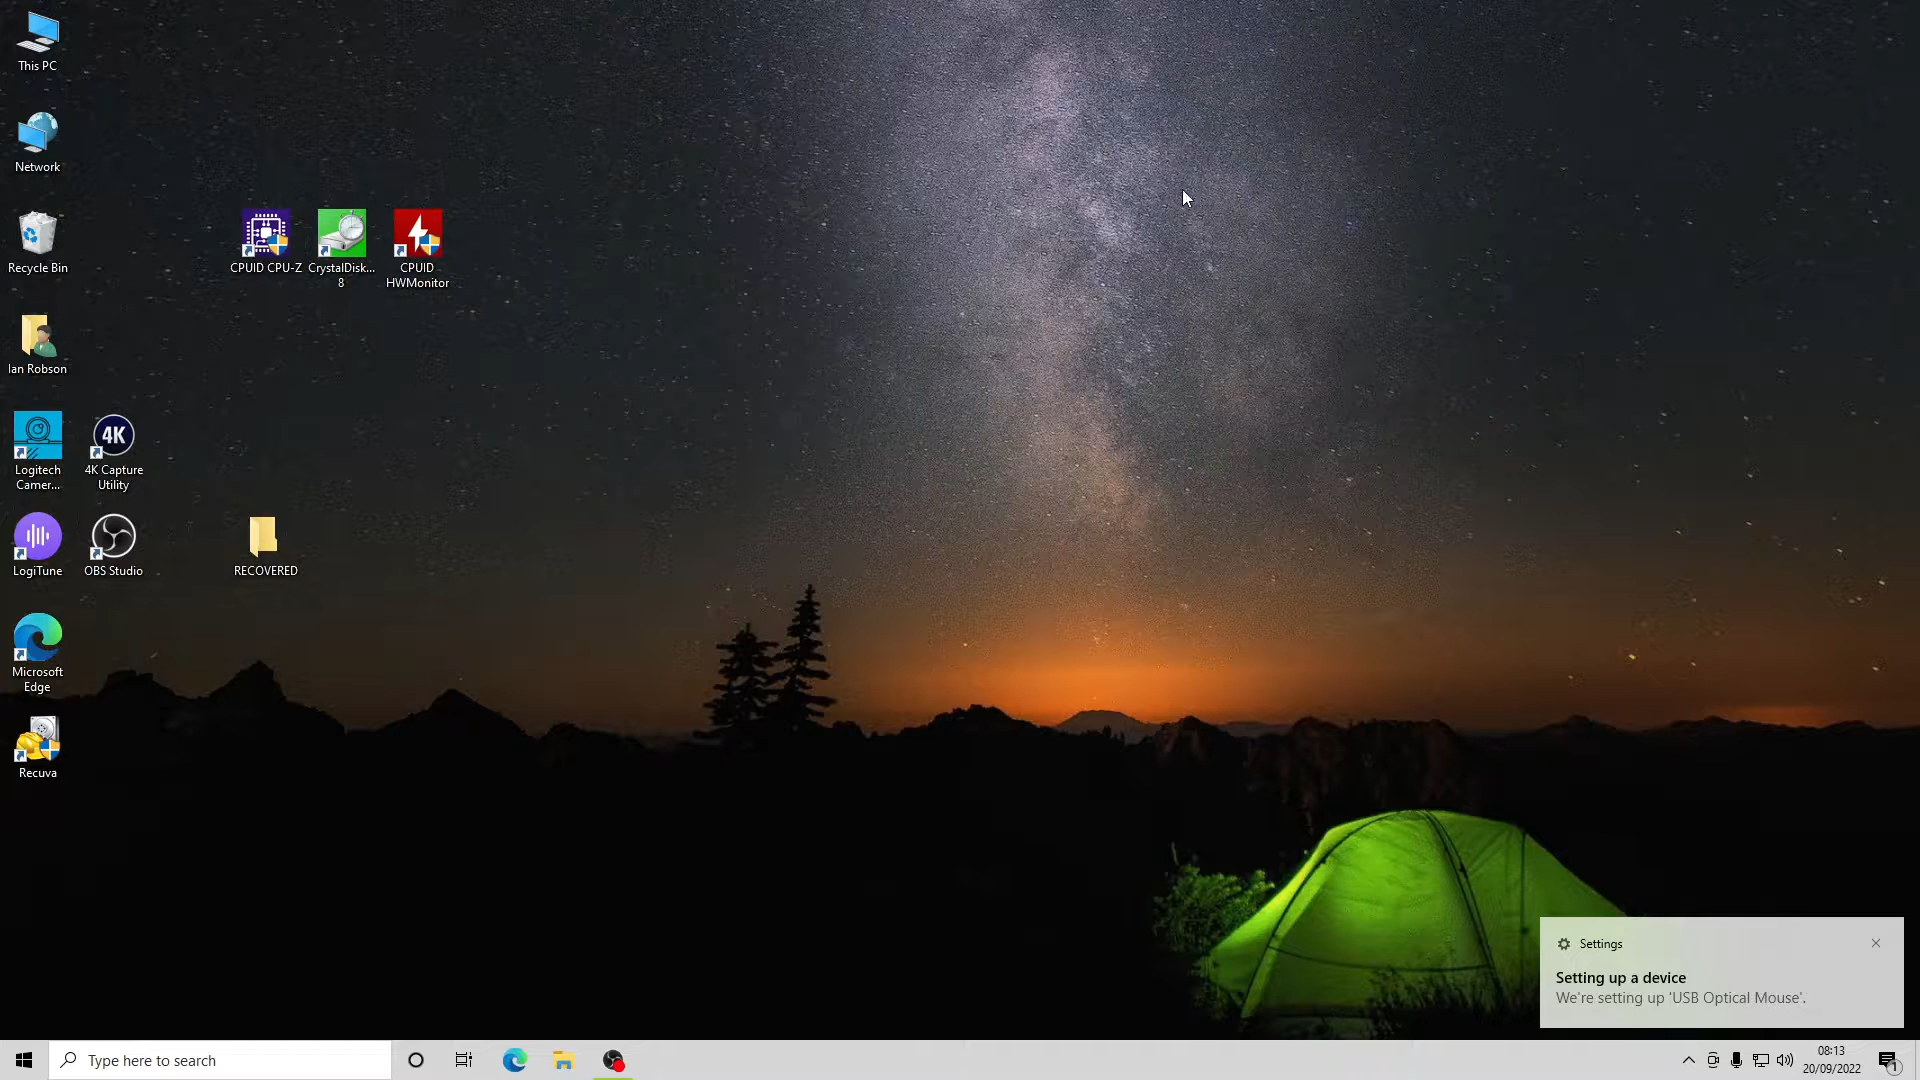 This PC
Network
Recycle Bin
CPUID CPU-Z
CrystalDisk...
8
CPUID
HWMonitor
Ian Robson
Logitech
Camer...
4K
4K Capture
Utility
LogiTune
OBS Studio
RECOVERED
Microsoft
Edge
Recuva
Settings
Setting up a device
We're setting up 'USB Optical Mouse'.
Type here to search
08:13
20/09/2022
1